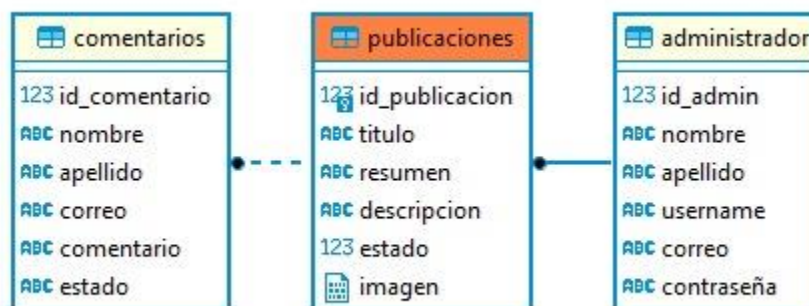 comentarios
123 id_comentario
ABC nombre
ABC apellido
ABC correo
ABC comentario
ABC estado
publicaciones
123 id_publicacion
ABC titulo
ABC resumen
ABC descripcion
123 estado
imagen
administrador
123 id_admin
ABC nombre
ABC apellido
ABC username
ABC correo
ABC contraseña